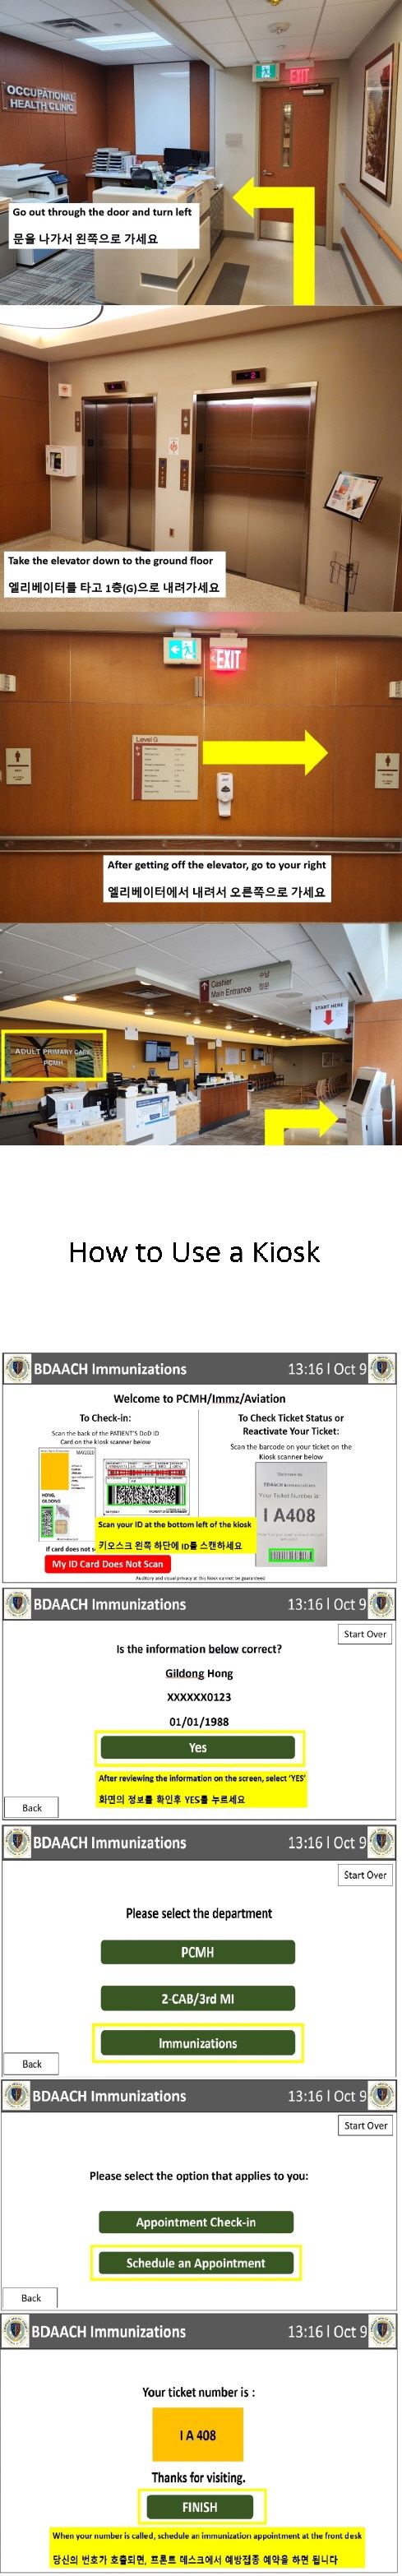 OCCUPATIONAL
HEALTH CLINIC
EXIT
Go out through the door and turn left
문을 나가서 왼쪽으로 가세요
2
Take the elevator down to the ground floor
엘리베이터를 타고 1층(G)으로 내려가세요
EXIT
Level G
After getting off the elevator, go to your right
엘리베이터에서 내려서 오른쪽으로 가세요
Cashier 수납
Main Entrance 정문
START HERE
ADULT PRIMARY CARE
PCMH
How to Use a Kiosk
BDAACH Immunizations 13:16 l Oct 9
Welcome to PCMH/Immz/Aviation
To Check-in:
Scan the back of the PATIENT'S DoD ID
Card on the kiosk scanner below
HONG,
GILDONG
If card does not s
My ID Card Does Not Scan
To Check Ticket Status or
Reactivate Your Ticket:
Scan the barcode on your ticket on the
Kiosk scanner below
Welcome to
BDAACH Immunizations
Your Ticket Number is:
I A408
Scan your ID at the bottom left of the kiosk
키오스크 왼쪽 하단에 ID를 스캔하세요
Auditory and visual privacy at this kiosk cannot be guaranteed
BDAACH Immunizations 13:16 l Oct 9
Start Over
Is the information below correct?
Gildong Hong
XXXXXX0123
01/01/1988
Yes
After reviewing the information on the screen, select 'YES'
화면의 정보를 확인후 YES를 누르세요
Back
BDAACH Immunizations 13:16 l Oct 9
Start Over
Please select the department
PCMH
2-CAB/3rd MI
Immunizations
Back
BDAACH Immunizations 13:16 l Oct 9
Start Over
Please select the option that applies to you:
Appointment Check-in
Schedule an Appointment
Back
BDAACH Immunizations 13:16 l Oct 9
Your ticket number is :
I A 408
Thanks for visiting.
FINISH
When your number is called, schedule an immunization appointment at the front desk
당신의 번호가 호출되면, 프론트 데스크에서 예방접종 예약을 하면 됩니다